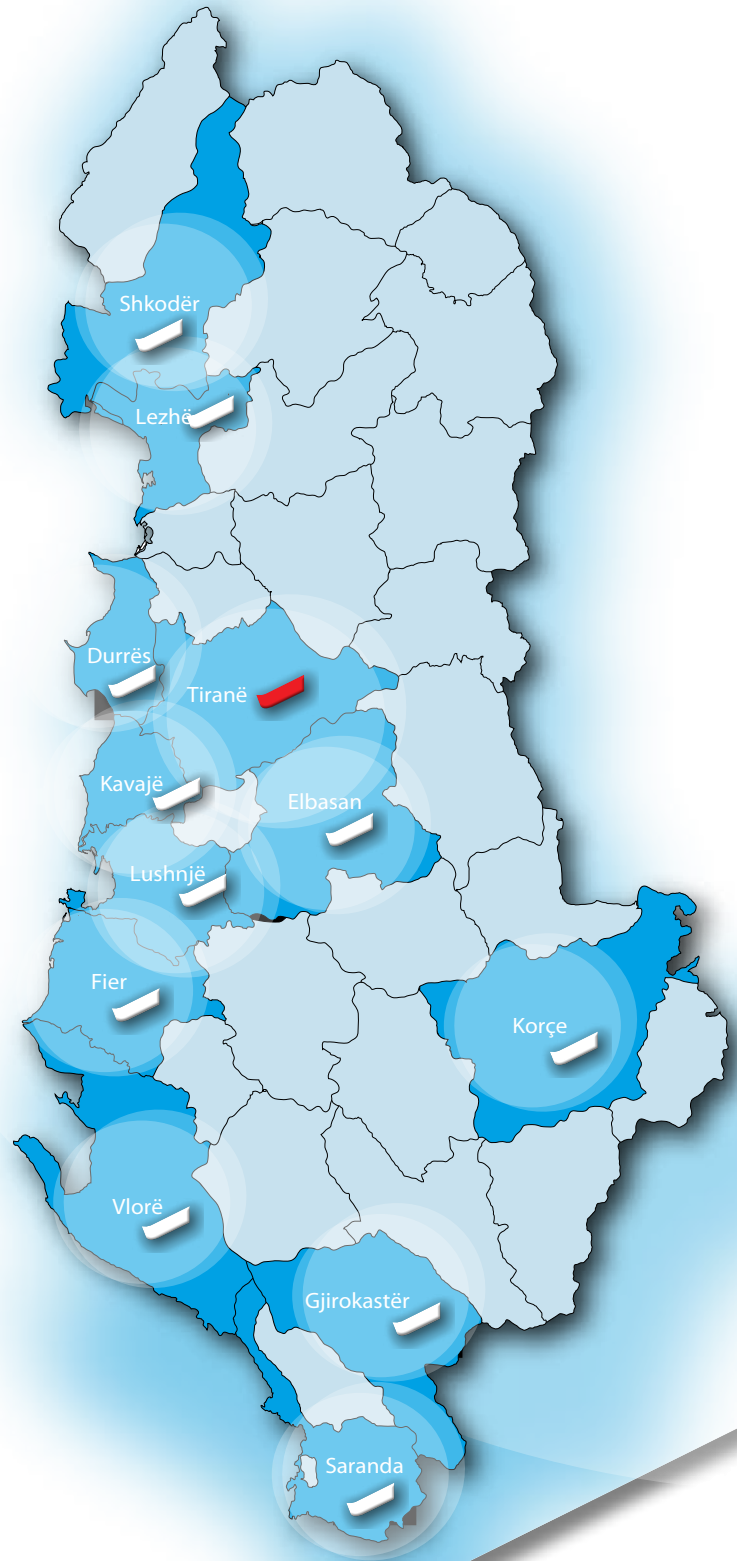 Shkodër
Lezhë
Durrës
Tiranë
Kavajë
Elbasan
Lushnjë
Fier
Korçe
Vlorë
Gjirokastër
Saranda